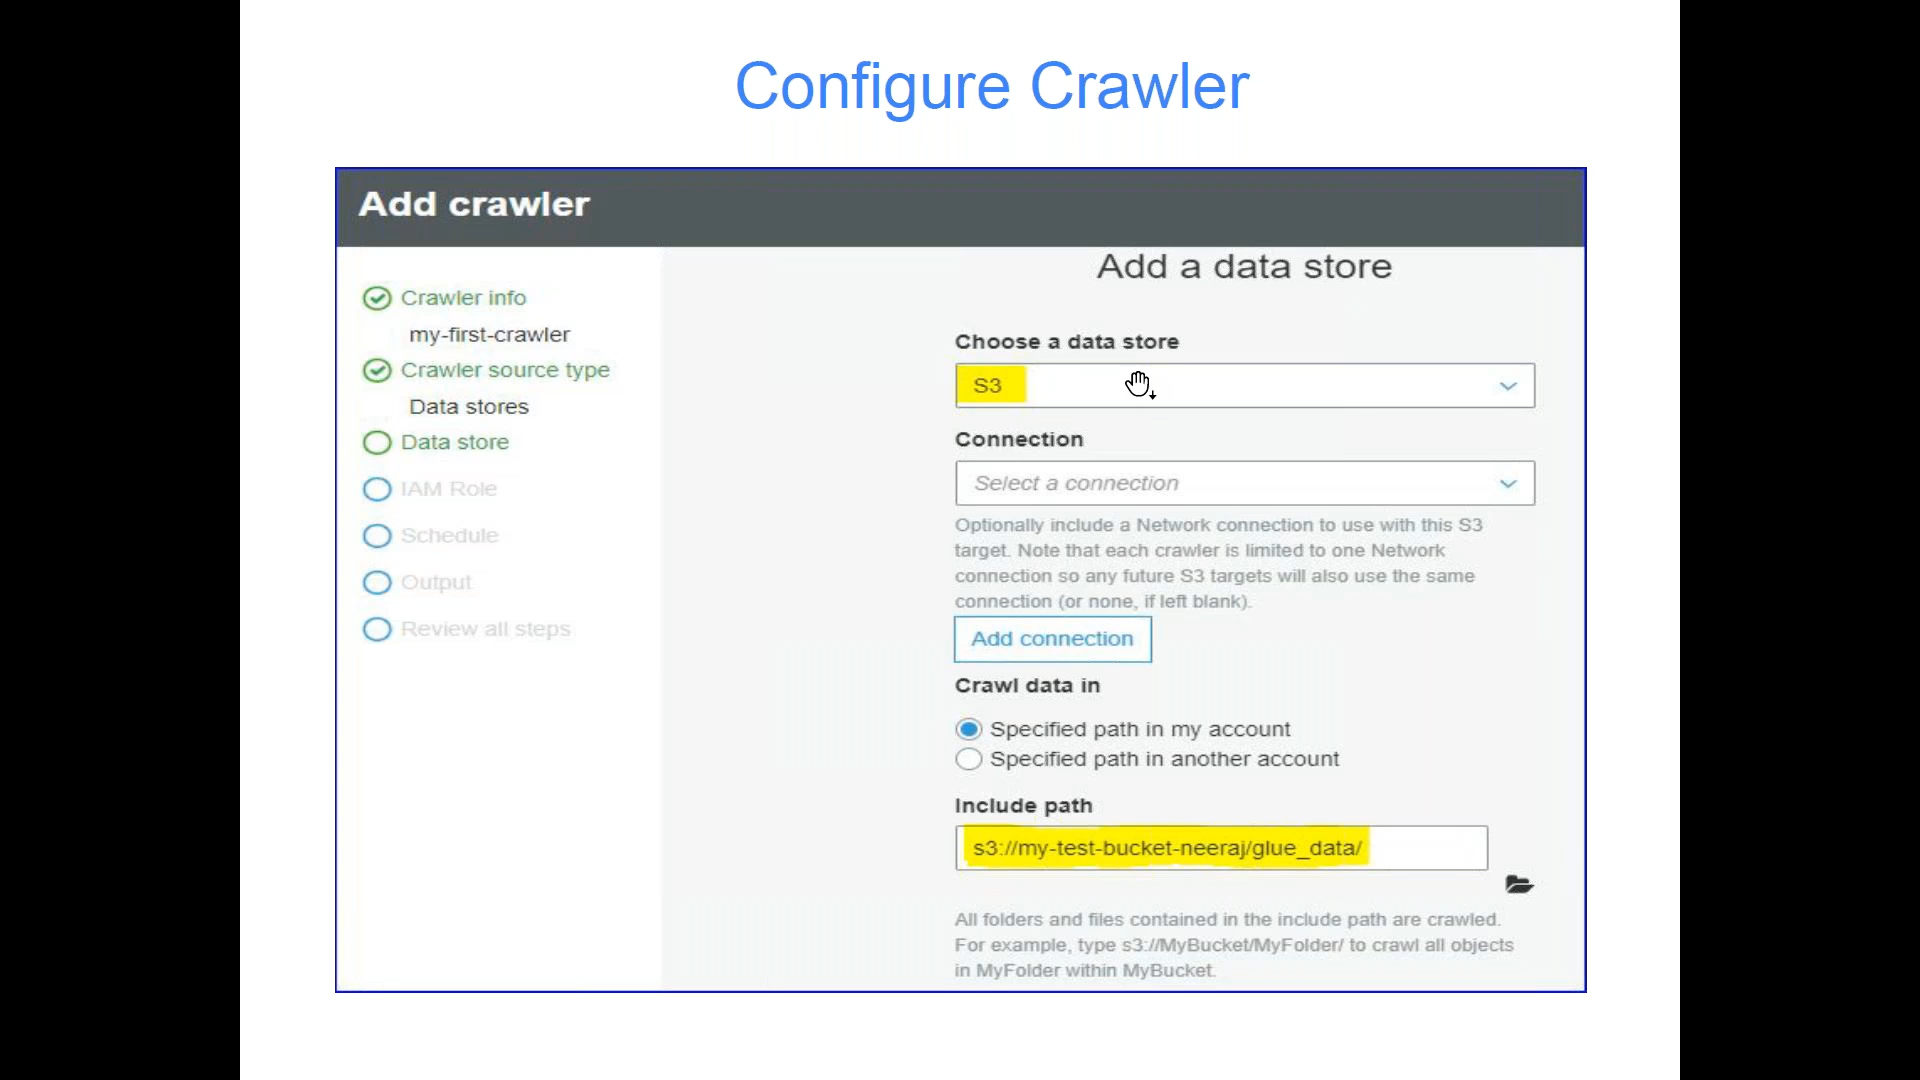 Configure Crawler
Add crawler
Crawler info
my-first-crawler
Crawler source type
Data stores
Data store
IAM Role
Schedule
Output
Review all steps
Add a data store
Choose a data store
S3
Connection
Select a connection
Optionally include a Network connection to use with this S3
target. Note that each crawler is limited to one Network
connection so any future S3 targets will also use the same
connection (or none, if left blank).
Add connection
Crawl data in
Specified path in my account
Specified path in another account
Include path
s3://my-test-bucket-neeraj/glue_data/
All folders and files contained in the include path are crawled.
For example, type s3://MyBucket/MyFolder/ to crawl all objects
in MyFolder within MyBucket.